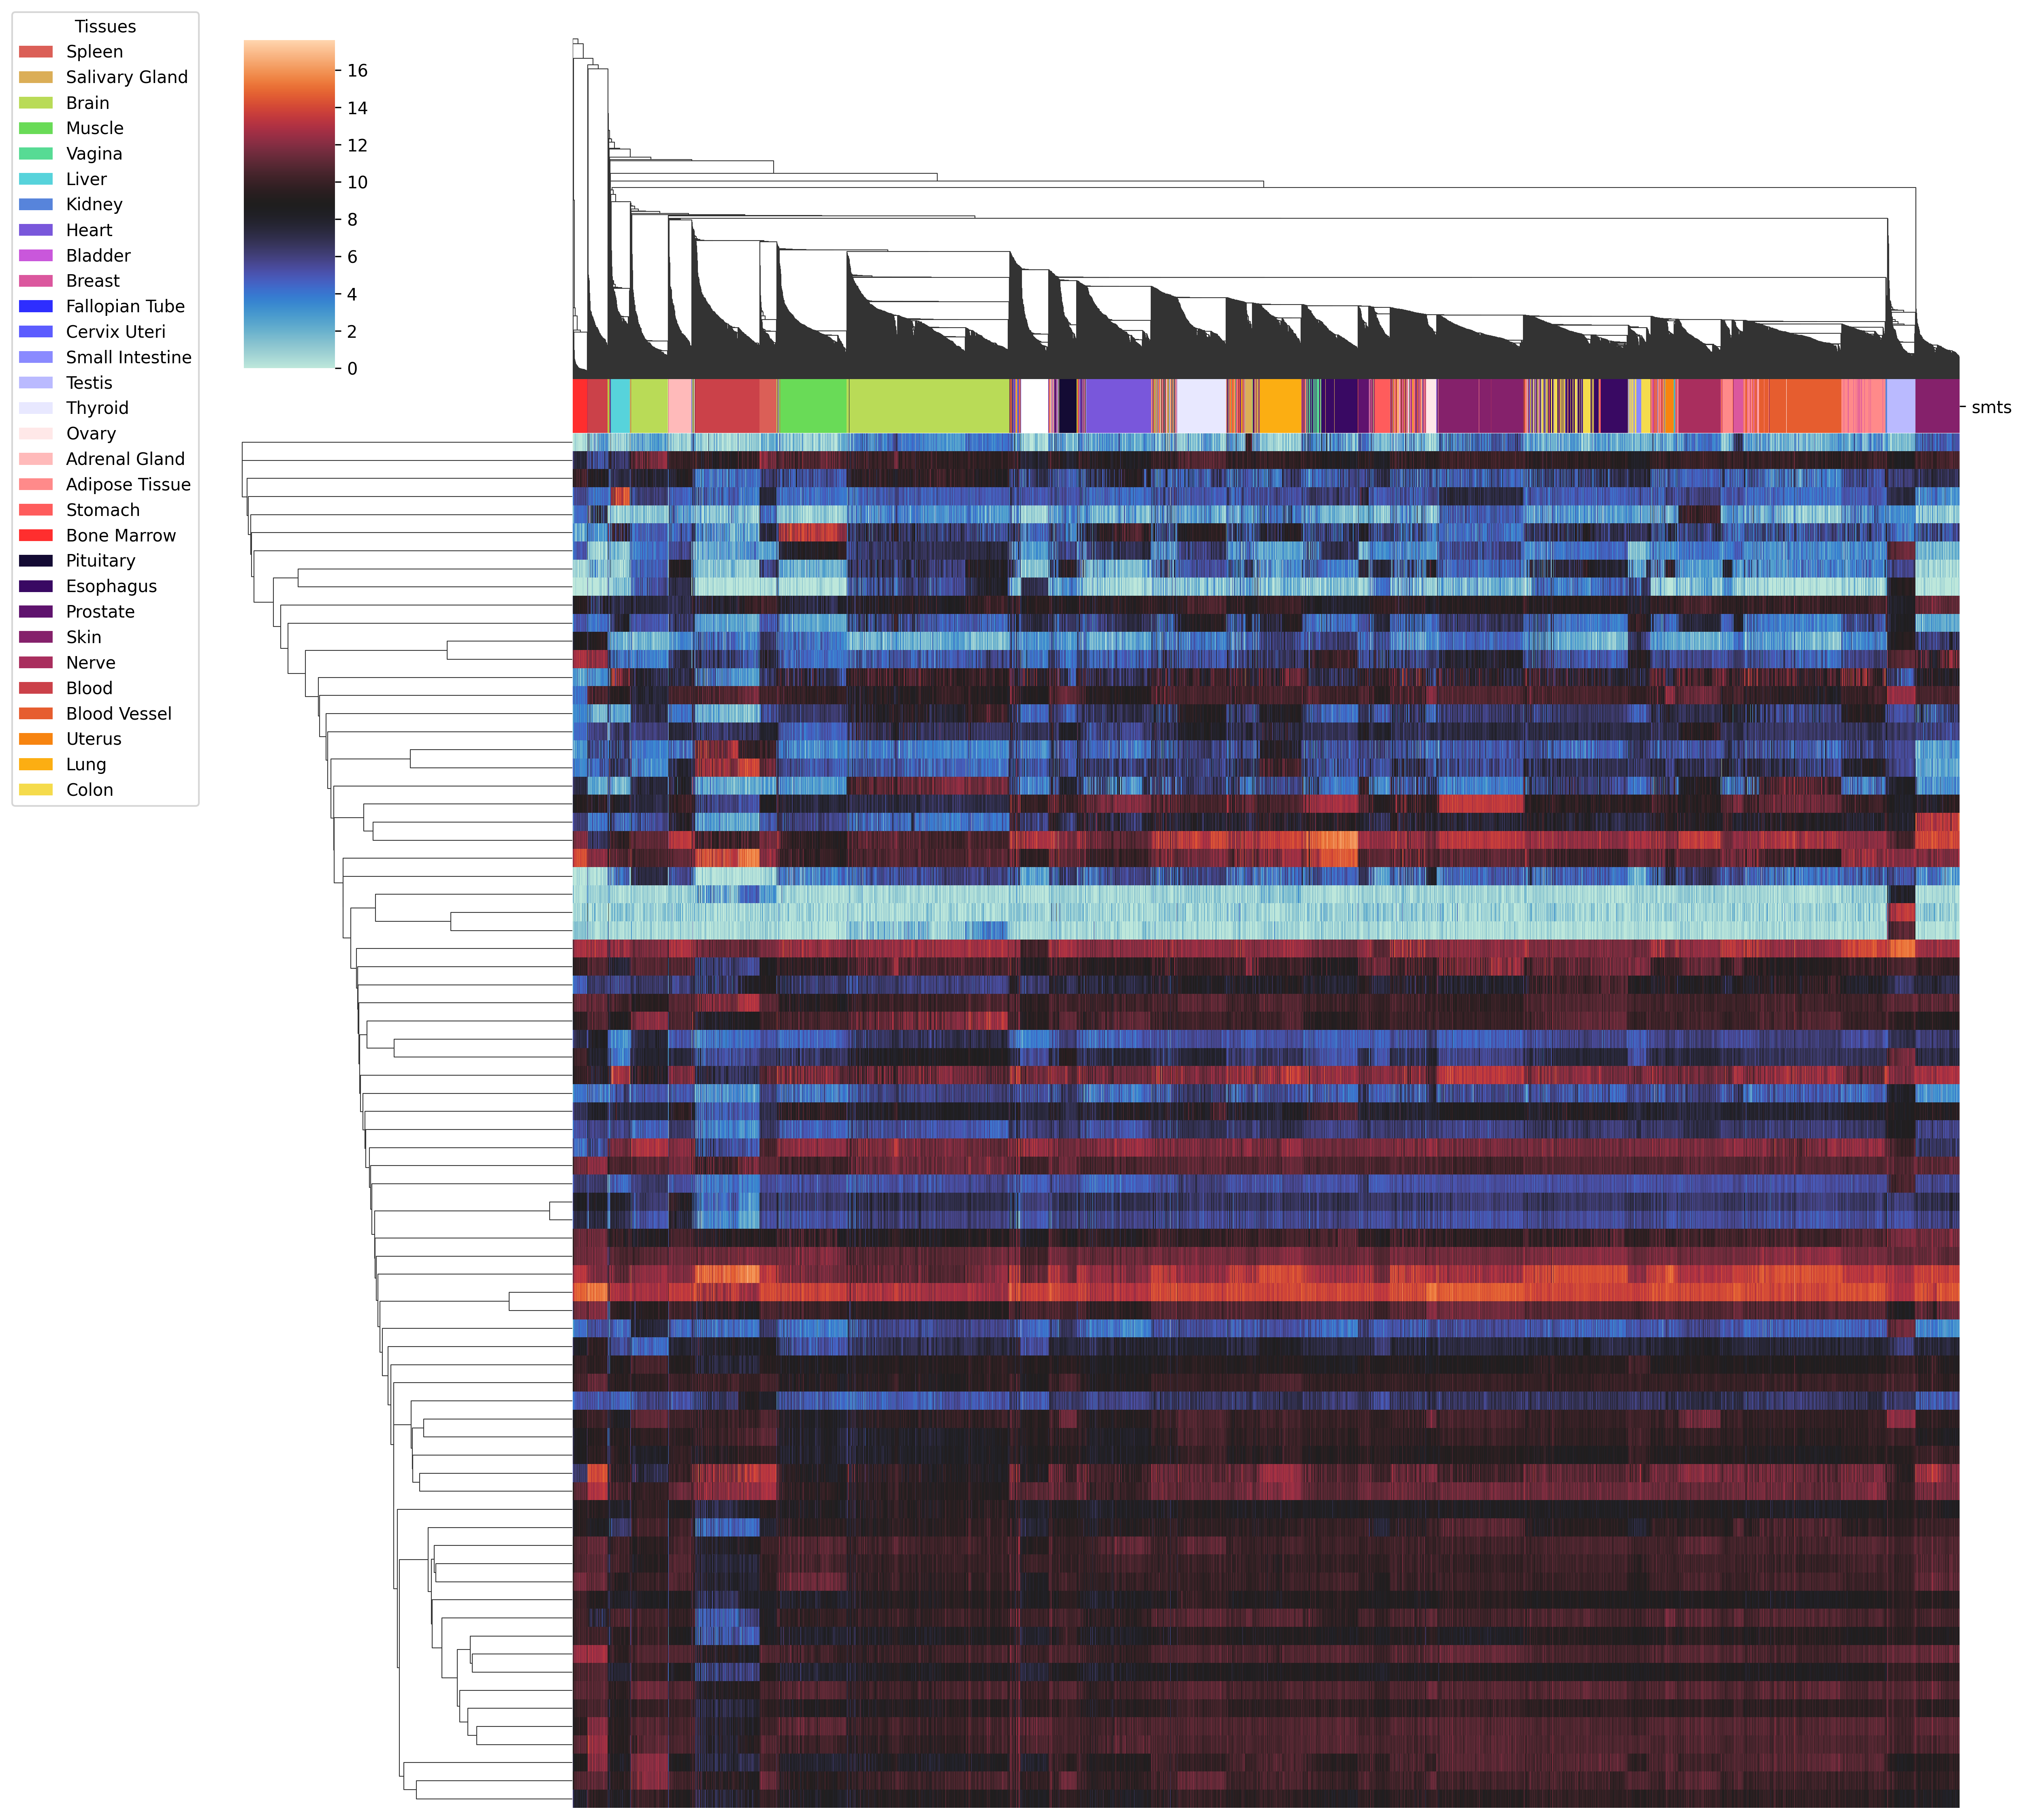 Tissues
Spleen
Salivary Gland
Brain
Muscle
Vagina
Liver
Kidney
Heart
Bladder
Breast
Fallopian Tube
Cervix Uteri
Small Intestine
Testis
Thyroid
Ovary
Adrenal Gland
Adipose Tissue
Stomach
Bone Marrow
Pituitary
Esophagus
Prostate
Skin
Nerve
Blood
Blood Vessel
Uterus
Lung
Colon
16
14
12
10
8
6
4
2
0
smts